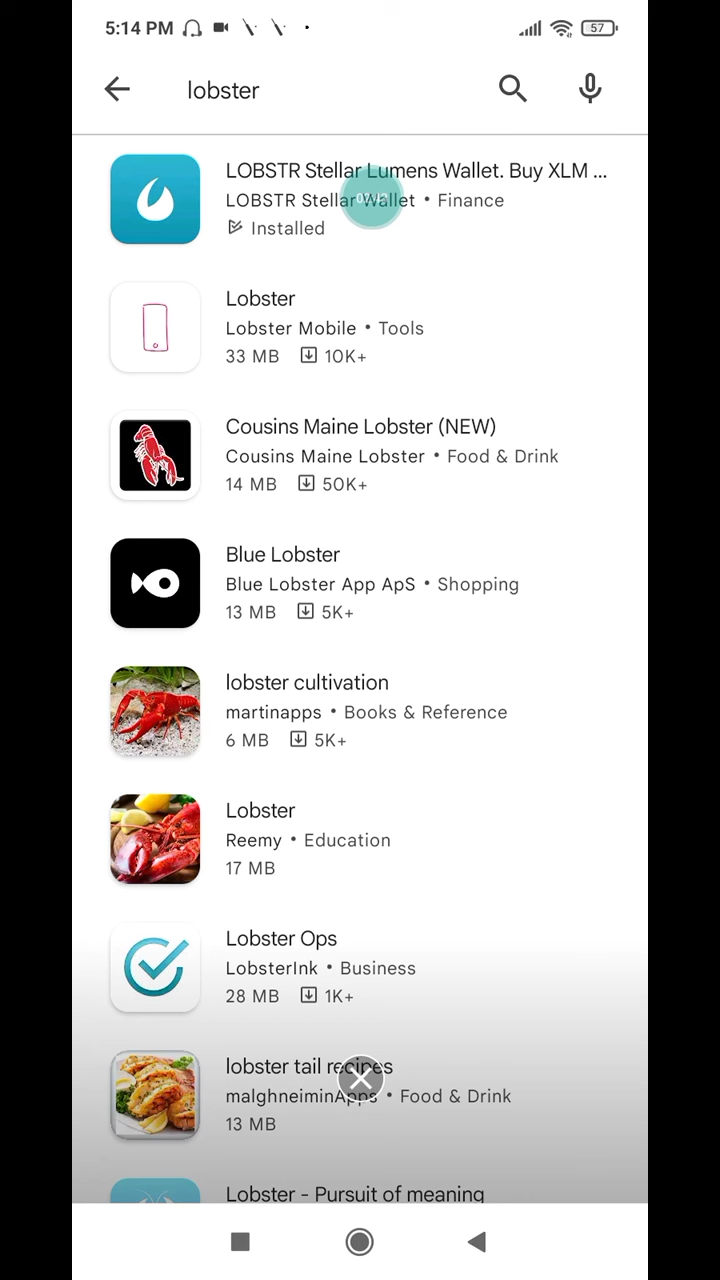 5:14 PM
57
lobster
LOBSTR Stellar Lumens Wallet. Buy XLM ...
LOBSTR Stellar Wallet • Finance
Installed
Lobster
Lobster Mobile • Tools
33 MB 10K+
Cousins Maine Lobster (NEW)
Cousins Maine Lobster • Food & Drink
14 MB 50K+
Blue Lobster
Blue Lobster App ApS • Shopping
13 MB 5K+
lobster cultivation
martinapps • Books & Reference
6 MB 5K+
Lobster
Reemy • Education
17 MB
Lobster Ops
LobsterInk • Business
28 MB 1K+
lobster tail recipes
malghneiminApps • Food & Drink
13 MB
Lobster - Pursuit of meaning